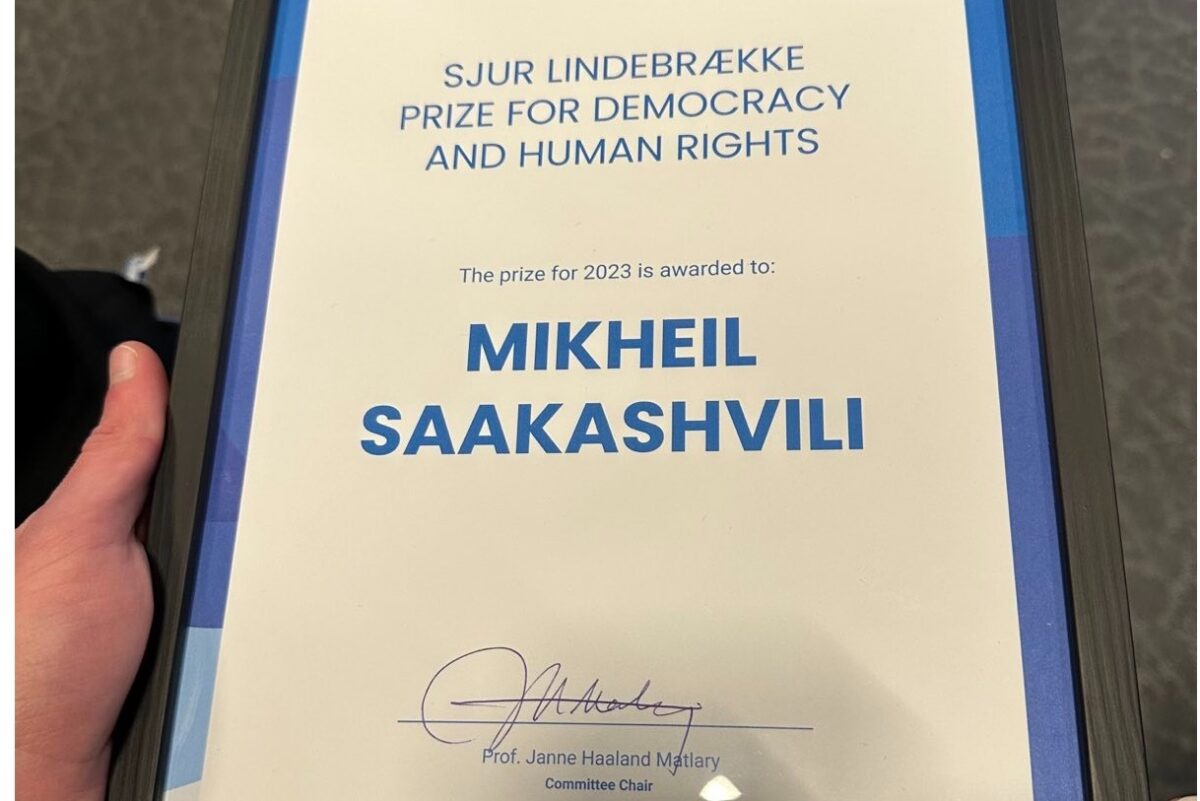 SJUR LINDEBRÆKKE
PRIZE FOR DEMOCRACY
AND HUMAN RIGHTS
The prize for 2023 is awarded to:
MIKHEIL
SAAKASHVILI
Prof. Janne Haaland Matlary
Committee Chair